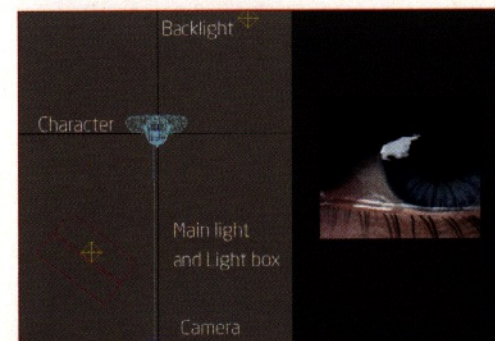 Backlight
Character
Main light
and Light box
Camera